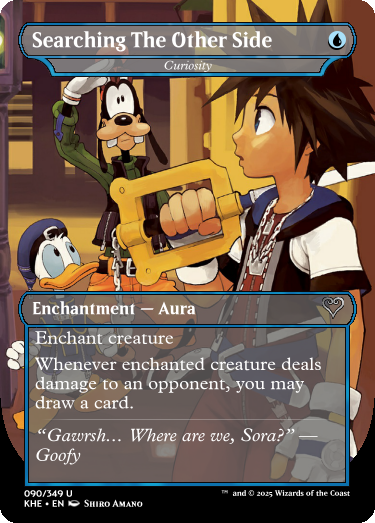 Searching The Other Side
Curiosity
Enchantment — Aura
Enchant creature
Whenever enchanted creature deals
damage to an opponent, you may
draw a card.
“Gawrsh... Where are we, Sora?” —
Goofy
090/349 U
KHE • EN Shiro Amano
™ and © 2025 Wizards of the Coast